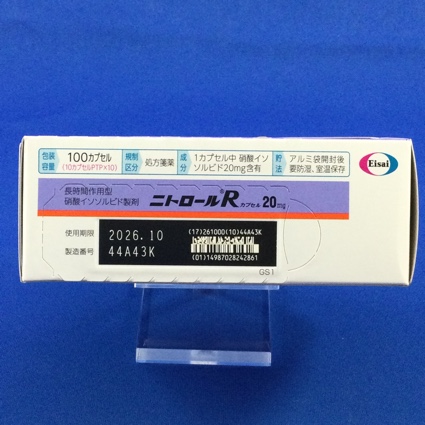 包装容量 100カプセル (10カプセルPTP×10) 規制区分 処方箋薬 成分 1カプセル中 硝酸イソソルビド20mg含有 貯法 アルミ袋開封後要防湿、室温保存
Eisai
長時間作用型
硝酸イソソルビド製剤
ニトロール®R カプセル 20mg
使用期限 2026.10
製造番号 44A43K
(17)261000(10)44A43K
(01)14987028242861
GS1